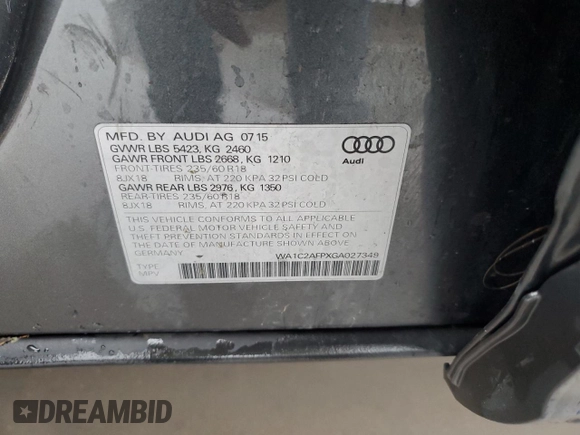 MFD. BY AUDI AG 07 15
GVWR LBS 5423, KG 2460
GAWR FRONT LBS 2668, KG 1210
FRONT-TIRES 235/60 R18
8JX18 RIMS, AT 220 KPA 32 PSI COLD
GAWR REAR LBS 2976, KG 1350
REAR-TIRES 235/60 R18
8JX18 RIMS, AT 220 KPA 32 PSI COLD
Audi
THIS VEHICLE CONFORMS TO ALL APPLICABLE
U.S. FEDERAL MOTOR VEHICLE SAFETY AND
THEFT PREVENTION STANDARDS IN EFFECT ON
THE DATE OF MANUFACTURE SHOWN ABOVE
GERMANY
WA1C2AFPXGA027349
TYPE:
MPV
DREAMBID